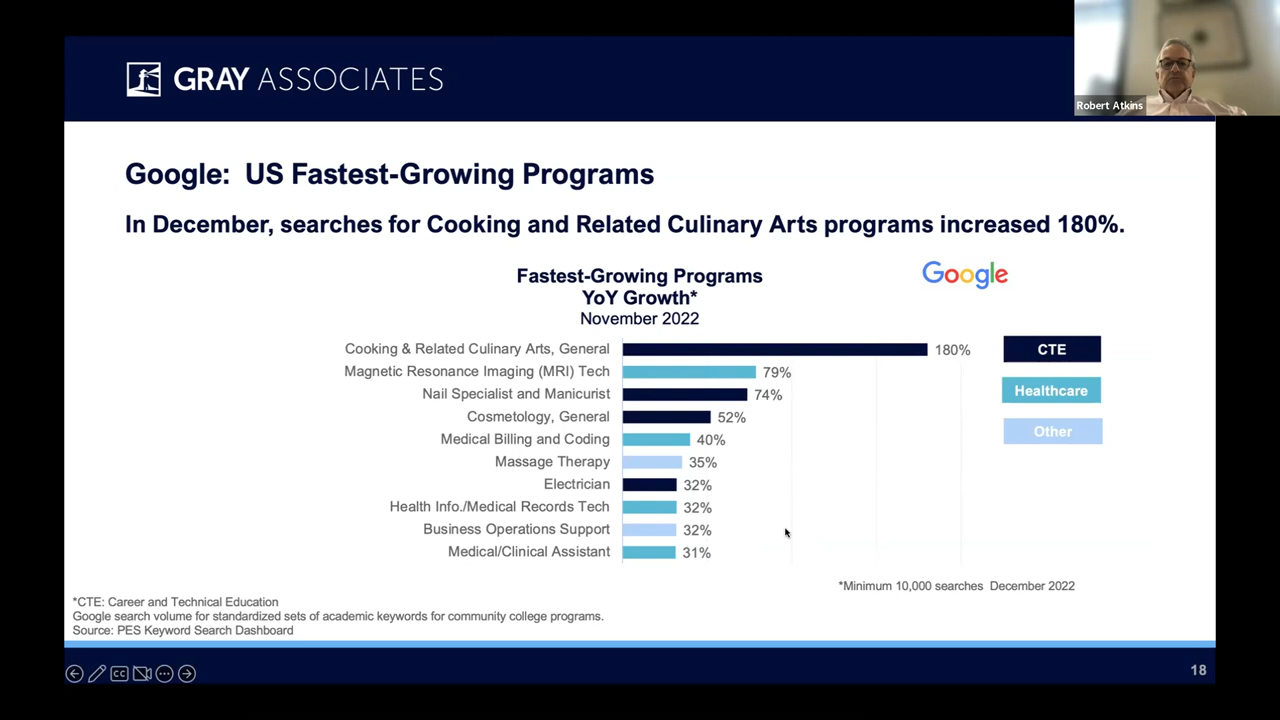 GRAY ASSOCIATES
Robert Atkins
Google: US Fastest-Growing Programs
In December, searches for Cooking and Related Culinary Arts programs increased 180%.
Fastest-Growing Programs
YoY Growth*
November 2022
Google
Cooking & Related Culinary Arts, General 180%
Magnetic Resonance Imaging (MRI) Tech 79%
Nail Specialist and Manicurist 74%
Cosmetology, General 52%
Medical Billing and Coding 40%
Massage Therapy 35%
Electrician 32%
Health Info./Medical Records Tech 32%
Business Operations Support 32%
Medical/Clinical Assistant 31%
CTE
Healthcare
Other
*Minimum 10,000 searches December 2022
*CTE: Career and Technical Education
Google search volume for standardized sets of academic keywords for community college programs.
Source: PES Keyword Search Dashboard
CC
18